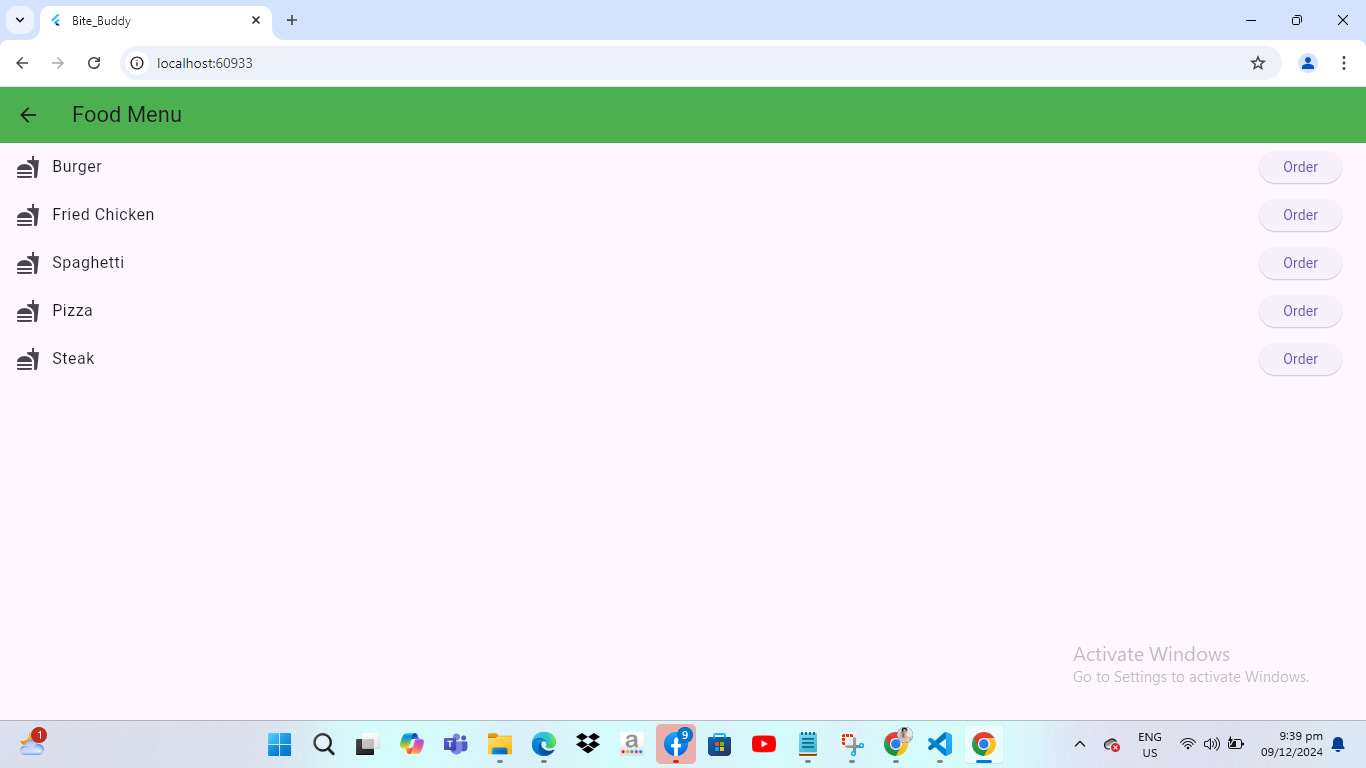 Bite_Buddy
localhost:60933
Food Menu
Burger Order
Fried Chicken Order
Spaghetti Order
Pizza Order
Steak Order
Activate Windows
Go to Settings to activate Windows.
1
a
9
ENG
US
9:39 pm
09/12/2024